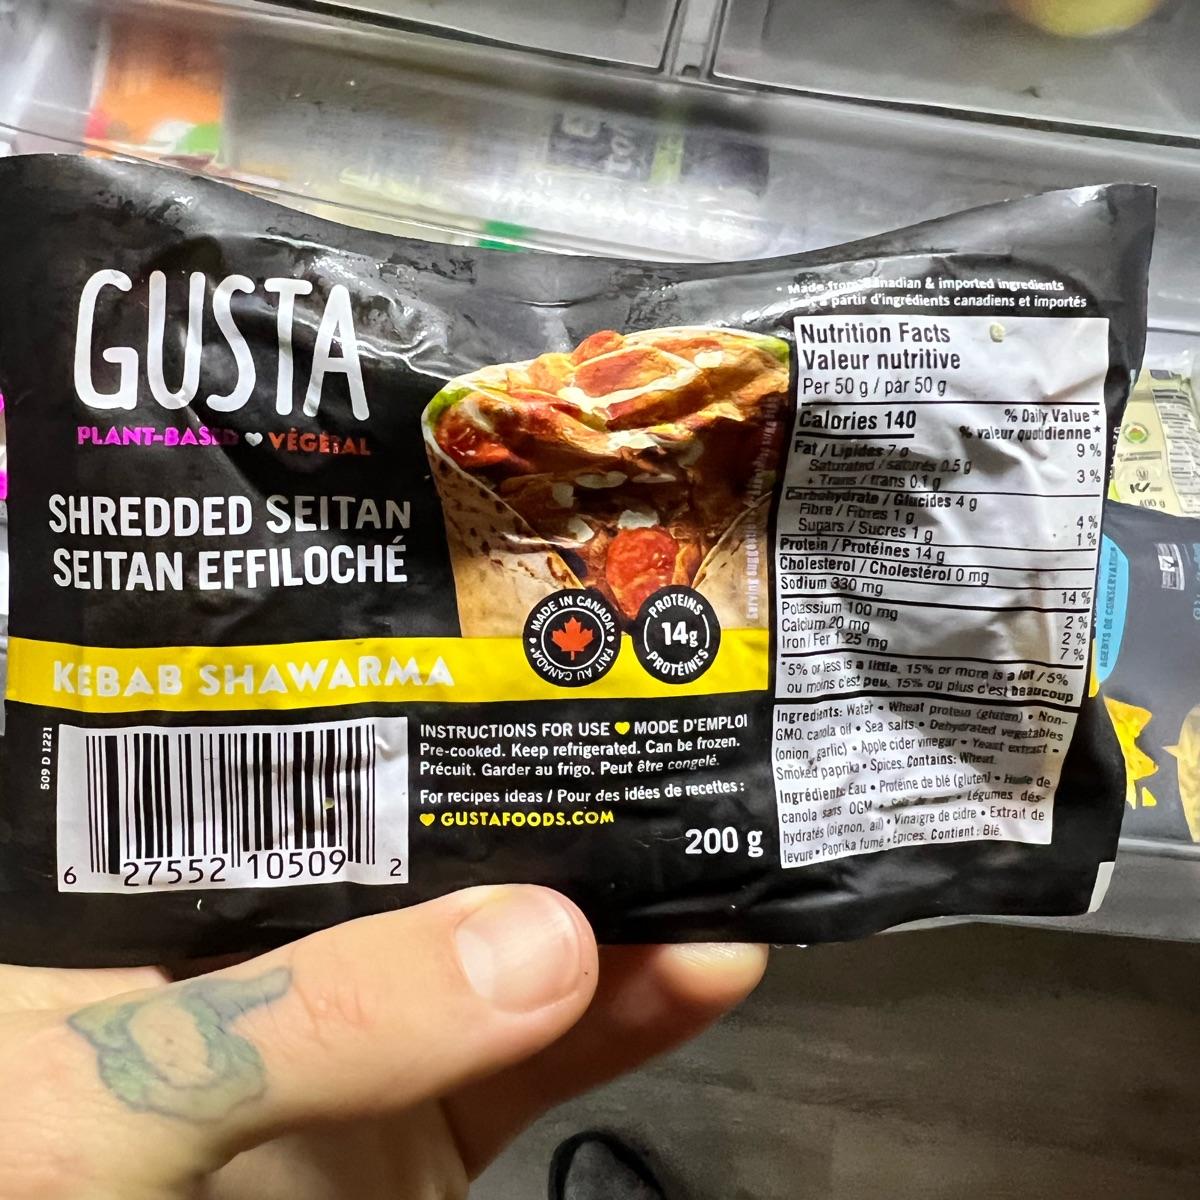 GUSTA
PLANT-BASED VÉGÉTAL
SHREDDED SEITAN
SEITAN EFFILOCHÉ
KEBAB SHAWARMA
MADE IN CANADA* FAIT AU CANADA*
PROTEINS
14g
PROTÉINES
509 D 1221
6 27552 10509 2
INSTRUCTIONS FOR USE MODE D'EMPLOI
Pre-cooked. Keep refrigerated. Can be frozen.
Précuit. Garder au frigo. Peut être congelé.
For recipes ideas / Pour des idées de recettes:
GUSTAFOODS.COM
200 g
* Made from Canadian & imported ingredients
à partir d'ingrédients canadiens et importés
Nutrition Facts
Valeur nutritive
Per 50 g / par 50 g
Calories 140
% Daily Value*
% valeur quotidienne*
Fat / Lipides 7 g 9 %
Saturated / saturés 0.5 g
+ Trans / trans 0.1 g 3 %
Carbohydrate / Glucides 4 g
Fibre / Fibres 1 g 4 %
Sugars / Sucres 1 g 1 %
Protein / Protéines 14 g
Cholesterol / Cholestérol 0 mg
Sodium 330 mg 14 %
Potassium 100 mg 2 %
Calcium 20 mg 2 %
Iron / Fer 1.25 mg 7 %
*5% or less is a little, 15% or more is a lot / 5%
ou moins c'est peu, 15% ou plus c'est beaucoup
Ingredients: Water • Wheat protein (gluten) • Non-
GMO canola oil • Sea salts • Dehydrated vegetables
(onion, garlic) • Apple cider vinegar • Yeast extract •
Smoked paprika • Spices. Contains: Wheat.
Ingrédients: Eau • Protéine de blé (gluten) • Huile de
canola sans OGM • Sels de mer • Légumes dés-
hydratés (oignon, ail) • Vinaigre de cidre • Extrait de
levure • Paprika fumé • Épices. Contient: Blé.
AGENTS DE CONSERVATION
400 g